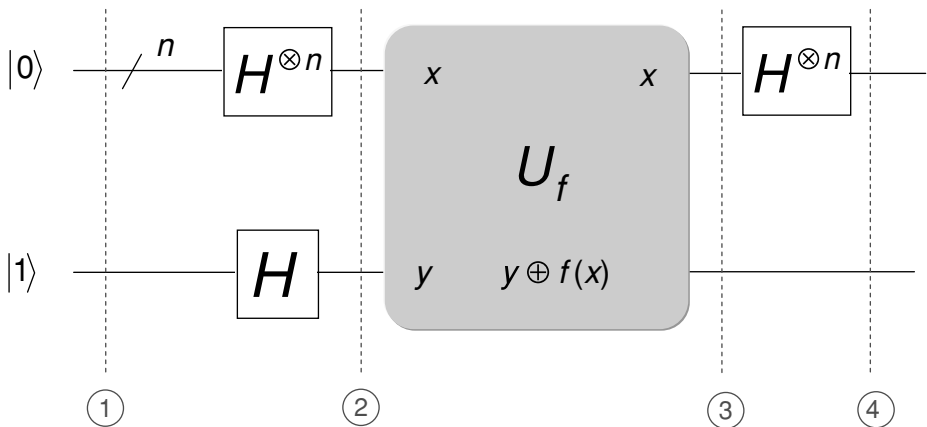 |0⟩ n H⊗n x x H⊗n
U_f
|1⟩ H y y ⊕ f(x)
1 2 3 4